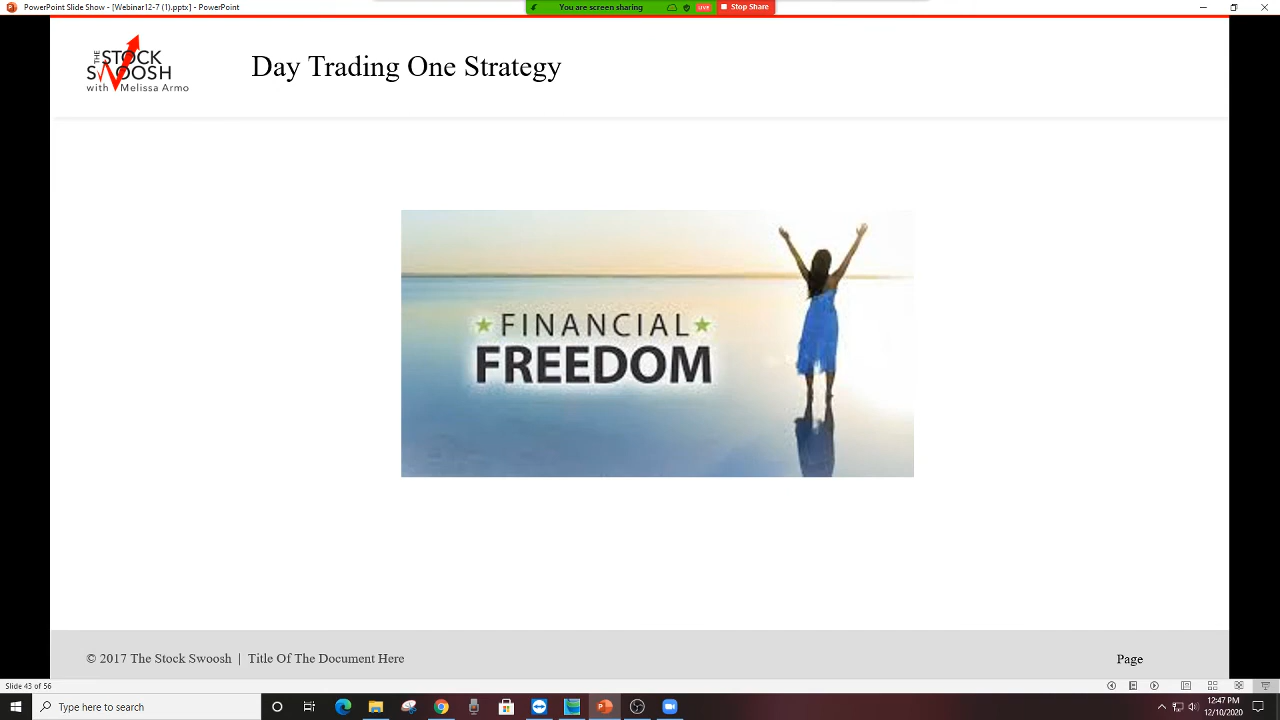 PowerPoint Slide Show - [Webinar12-7 (1).pptx] - PowerPoint
You are screen sharing
LIVE
Stop Share
THE
STOCK
SWOOSH
with Melissa Armo
Day Trading One Strategy
FINANCIAL
FREEDOM
© 2017 The Stock Swoosh | Title Of The Document Here
Page
Slide 43 of 56
Type here to search
12:47 PM
12/10/2020